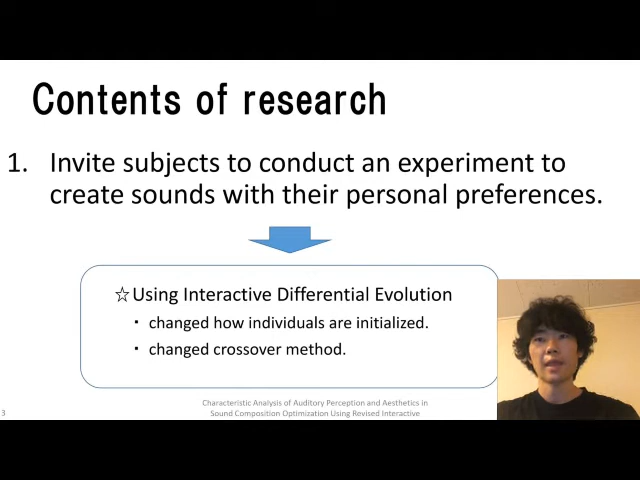 Contents of research
1. Invite subjects to conduct an experiment to
create sounds with their personal preferences.
☆Using Interactive Differential Evolution
・changed how individuals are initialized.
・changed crossover method.
Characteristic Analysis of Auditory Perception and Aesthetics in
Sound Composition Optimization Using Revised Interactive
3